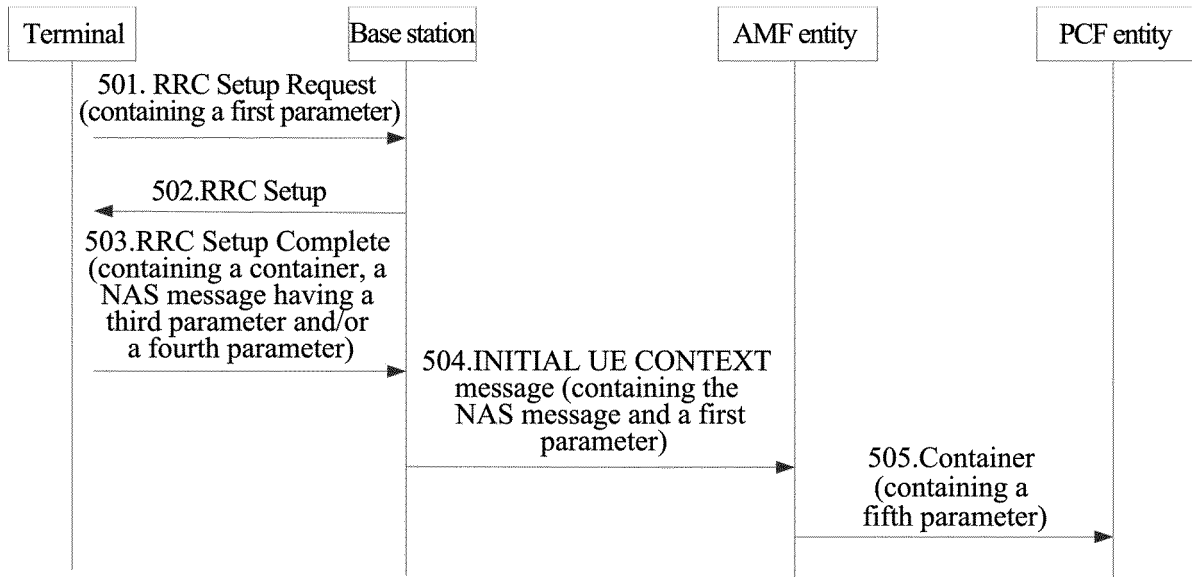 Terminal
Base station
AMF entity
PCF entity
501. RRC Setup Request
(containing a first parameter)
502.RRC Setup
503.RRC Setup Complete
(containing a container, a
NAS message having a
third parameter and/or
a fourth parameter)
504.INITIAL UE CONTEXT
message (containing the
NAS message and a first
parameter)
505.Container
(containing a
fifth parameter)